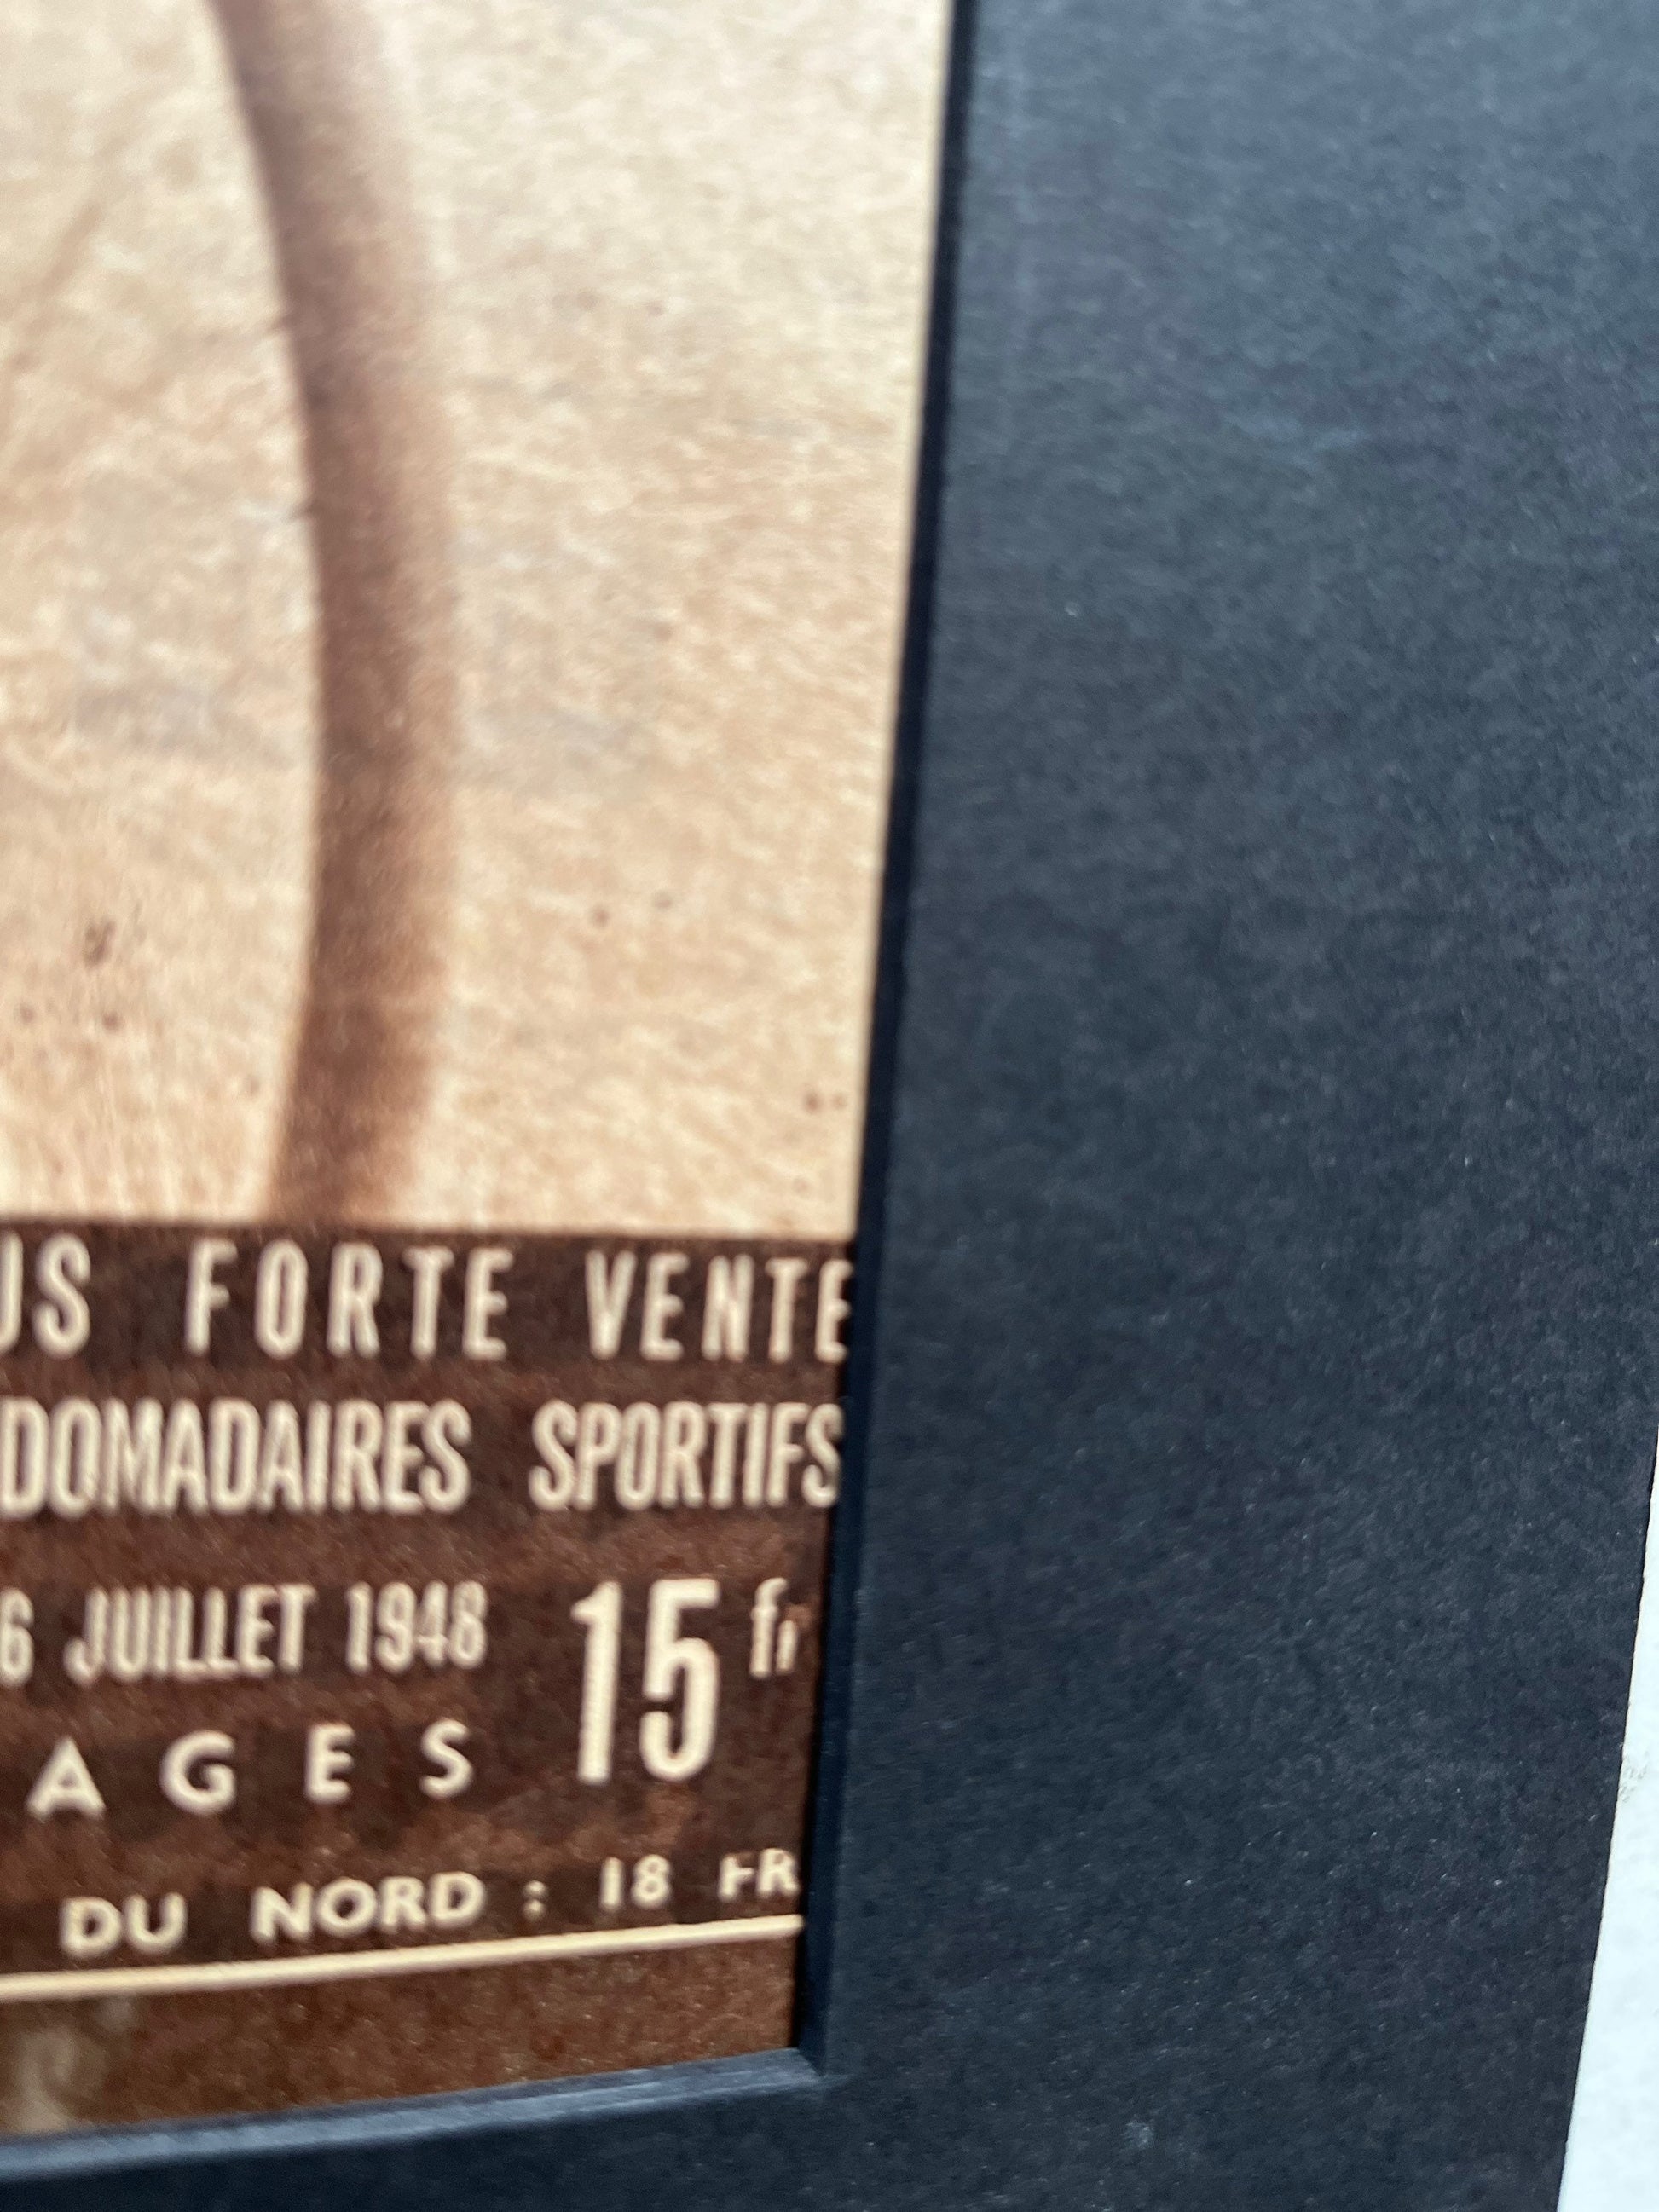 US FORTE VENTE
DOMADAIRES SPORTIFS
6 JUILLET 1948 15 fr
AGES
DU NORD : 18 FR